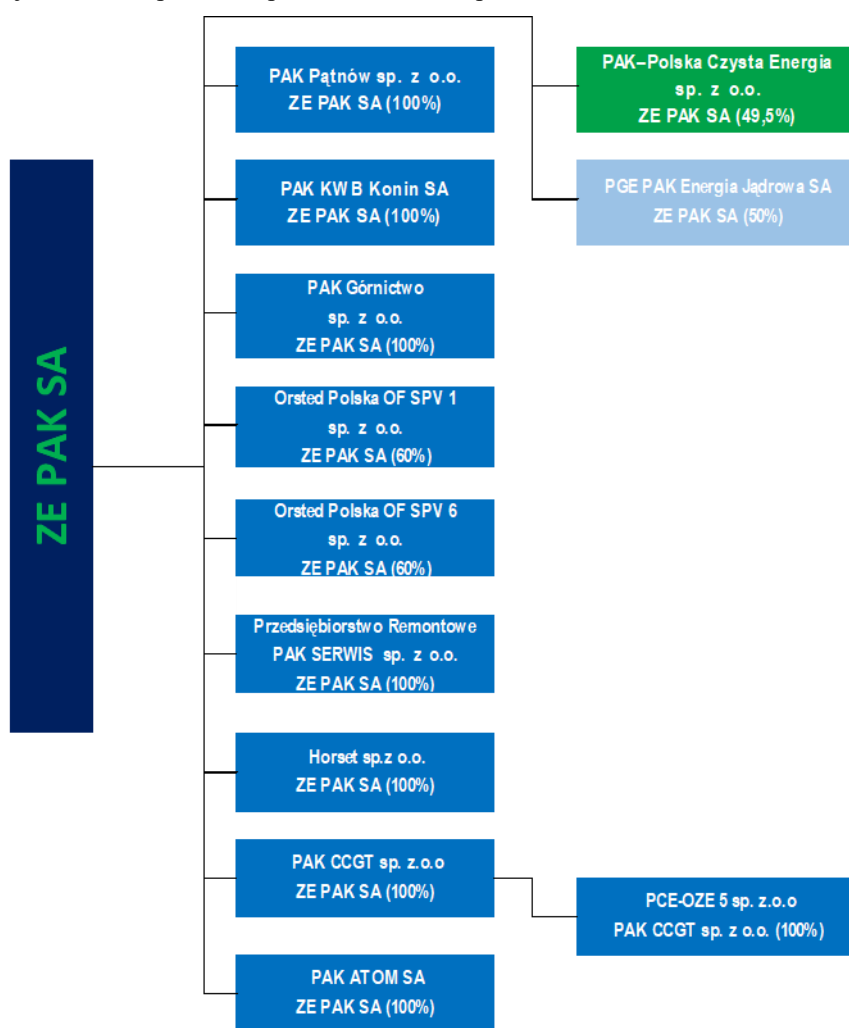 ZE PAK SA
PAK Pątnów sp. z o.o.
ZE PAK SA (100%)
PAK KWB Konin SA
ZE PAK SA (100%)
PAK Górnictwo
sp. z o.o.
ZE PAK SA (100%)
Orsted Polska OF SPV 1
sp. z o.o.
ZE PAK SA (60%)
Orsted Polska OF SPV 6
sp. z o.o.
ZE PAK SA (60%)
Przedsiębiorstwo Remontowe
PAK SERWIS sp. z o.o.
ZE PAK SA (100%)
Horset sp.z o.o.
ZE PAK SA (100%)
PAK CCGT sp. z.o.o
ZE PAK SA (100%)
PAK ATOM SA
ZE PAK SA (100%)
PAK–Polska Czysta Energia
sp. z o.o.
ZE PAK SA (49,5%)
PGE PAK Energia Jądrowa SA
ZE PAK SA (50%)
PCE-OZE 5 sp. z.o.o
PAK CCGT sp. z o.o. (100%)